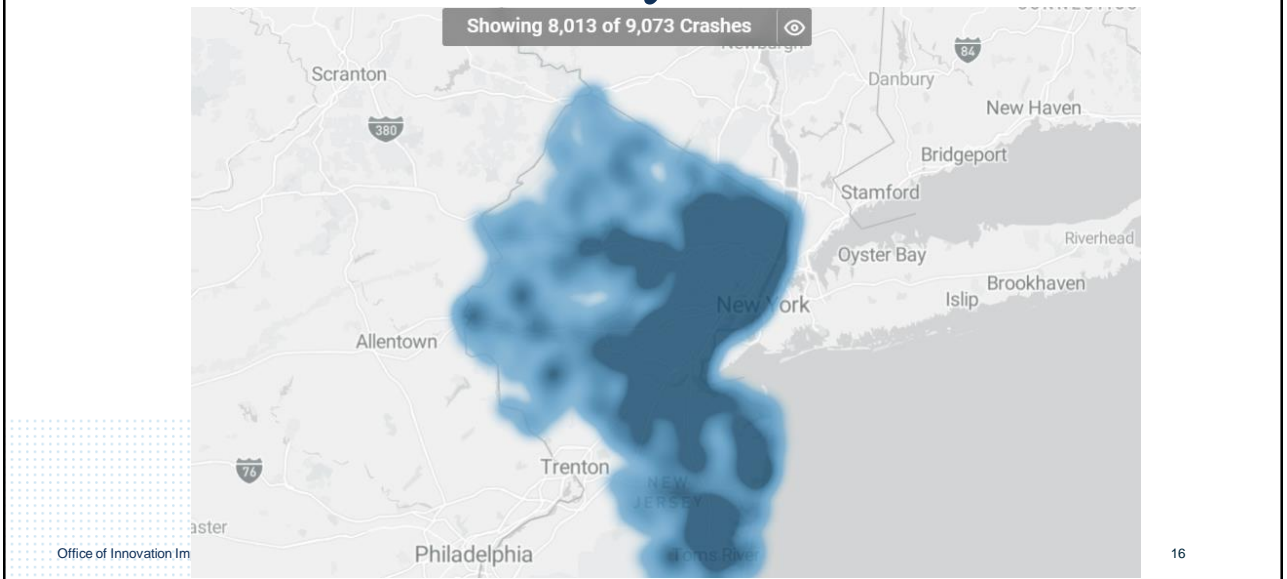 Showing 8,013 of 9,073 Crashes
Newburgh
84
Scranton
Danbury
New Haven
380
Bridgeport
Stamford
Riverhead
Oyster Bay
Brookhaven
New York
Islip
Allentown
Trenton
76
NEW
JERSEY
aster
Office of Innovation Im
Philadelphia
Toms River
16